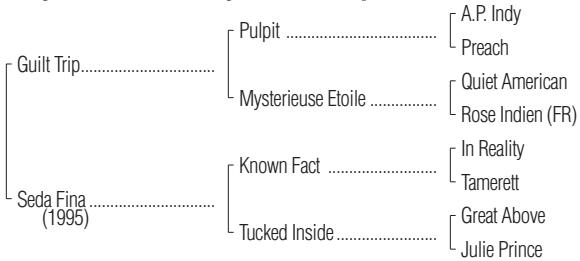 A.P. Indy
Pulpit ........................................
Preach
Guilt Trip..............................
Quiet American
Mysterieuse Etoile .................
Rose Indien (FR)
In Reality
Known Fact ............................
Tamerett
Seda Fina ..............................
(1995)
Great Above
Tucked Inside..........................
Julie Prince